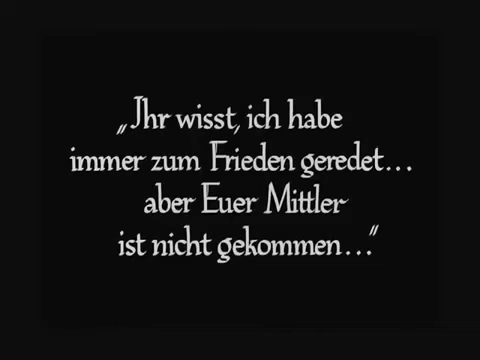 „Ihr wisst, ich habe
immer zum Frieden geredet...
aber Euer Mittler
ist nicht gekommen...“